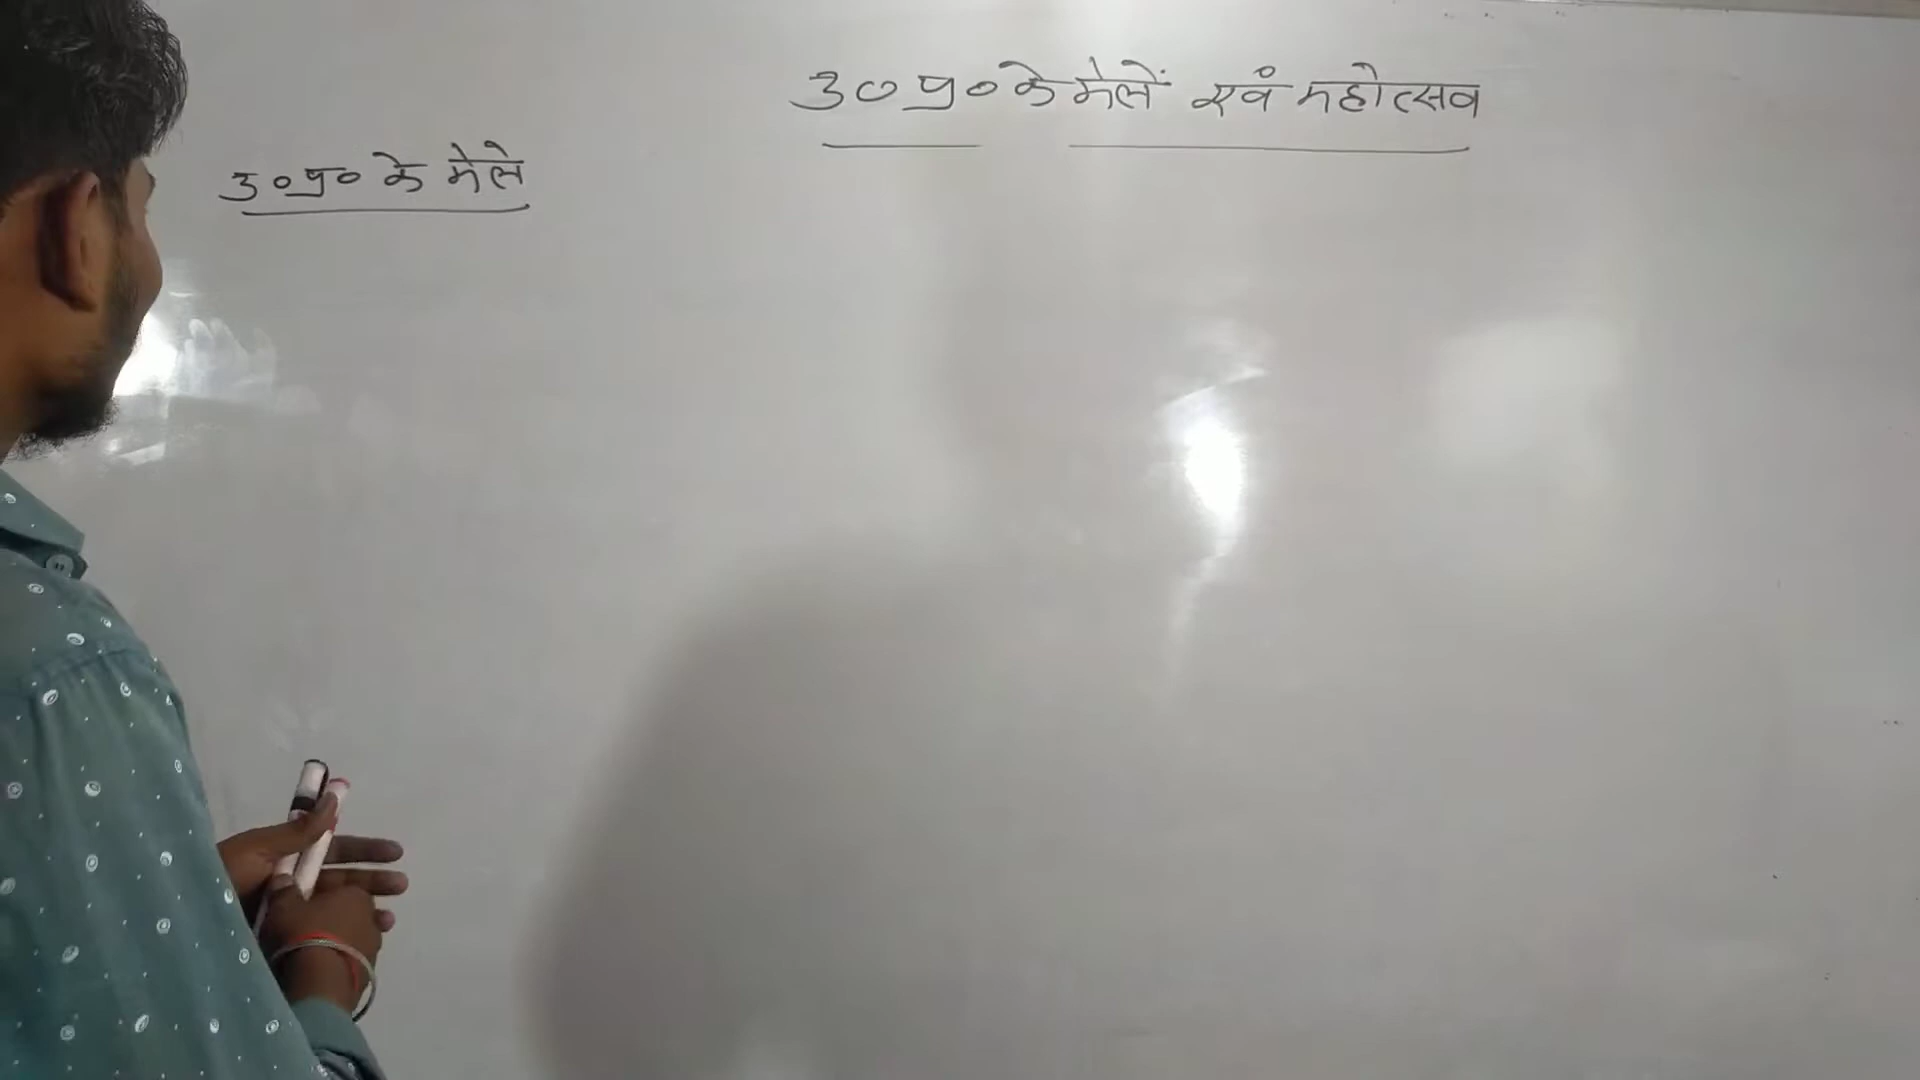 उ० प्र० के मेलें एवं महोत्सव
उ० प्र० के मेले